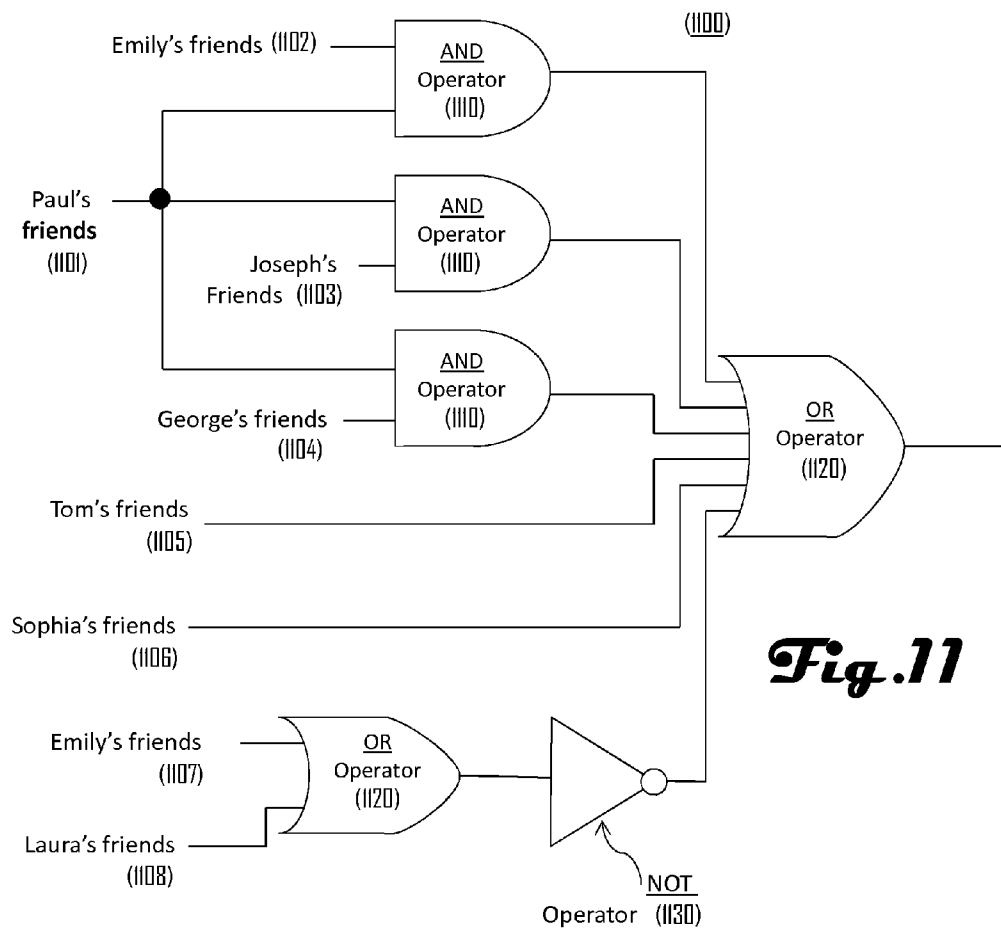 (1100)
Emily's friends (1102)
AND
Operator
(1110)
Paul's
friends
(1101)
AND
Operator
(1110)
Joseph's
Friends (1103)
AND
Operator
(1110)
George's friends
(1104)
OR
Operator
(1120)
Tom's friends
(1105)
Sophia's friends
(1106)
Fig.11
Emily's friends
(1107)
OR
Operator
(1120)
Laura's friends
(1108)
NOT
Operator (1130)